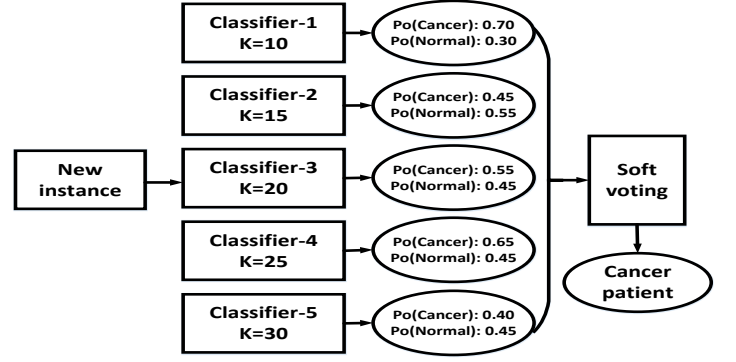 Classifier-1
K=10
Po(Cancer): 0.70
Po(Normal): 0.30
Classifier-2
K=15
Po(Cancer): 0.45
Po(Normal): 0.55
New
instance
Classifier-3
K=20
Po(Cancer): 0.55
Po(Normal): 0.45
Soft
voting
Classifier-4
K=25
Po(Cancer): 0.65
Po(Normal): 0.45
Cancer
patient
Classifier-5
K=30
Po(Cancer): 0.40
Po(Normal): 0.45